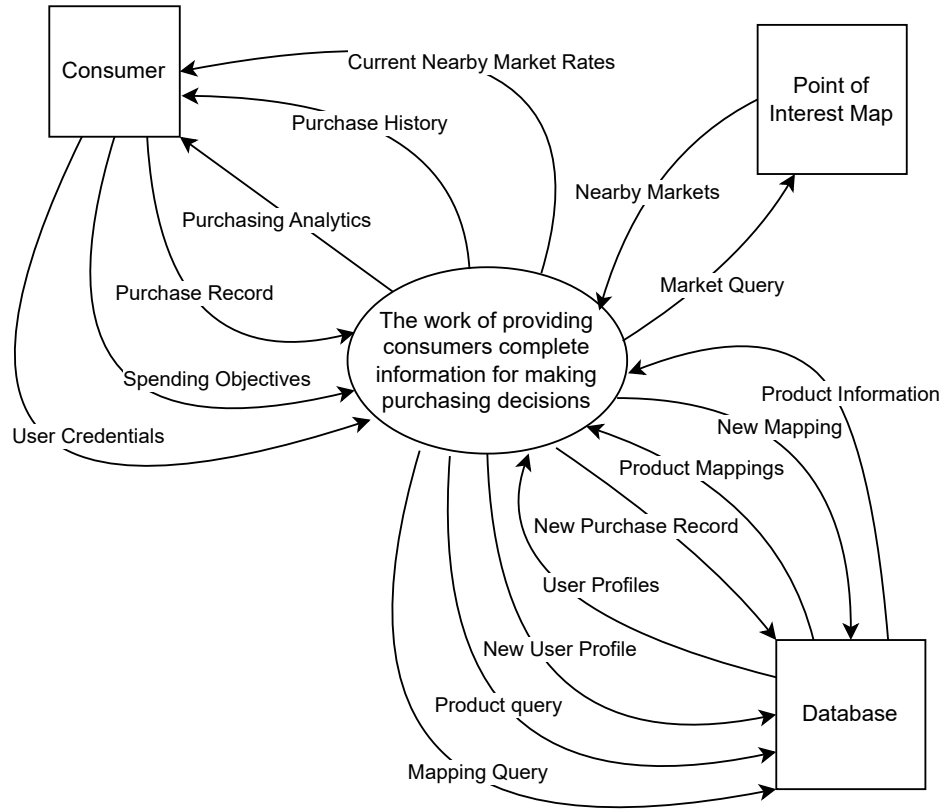 Consumer
Current Nearby Market Rates
Point of
Interest Map
Purchase History
Nearby Markets
Purchasing Analytics
Market Query
Purchase Record
The work of providing
consumers complete
information for making
purchasing decisions
Spending Objectives
User Credentials
Product Information
New Mapping
Product Mappings
New Purchase Record
User Profiles
New User Profile
Product query
Database
Mapping Query